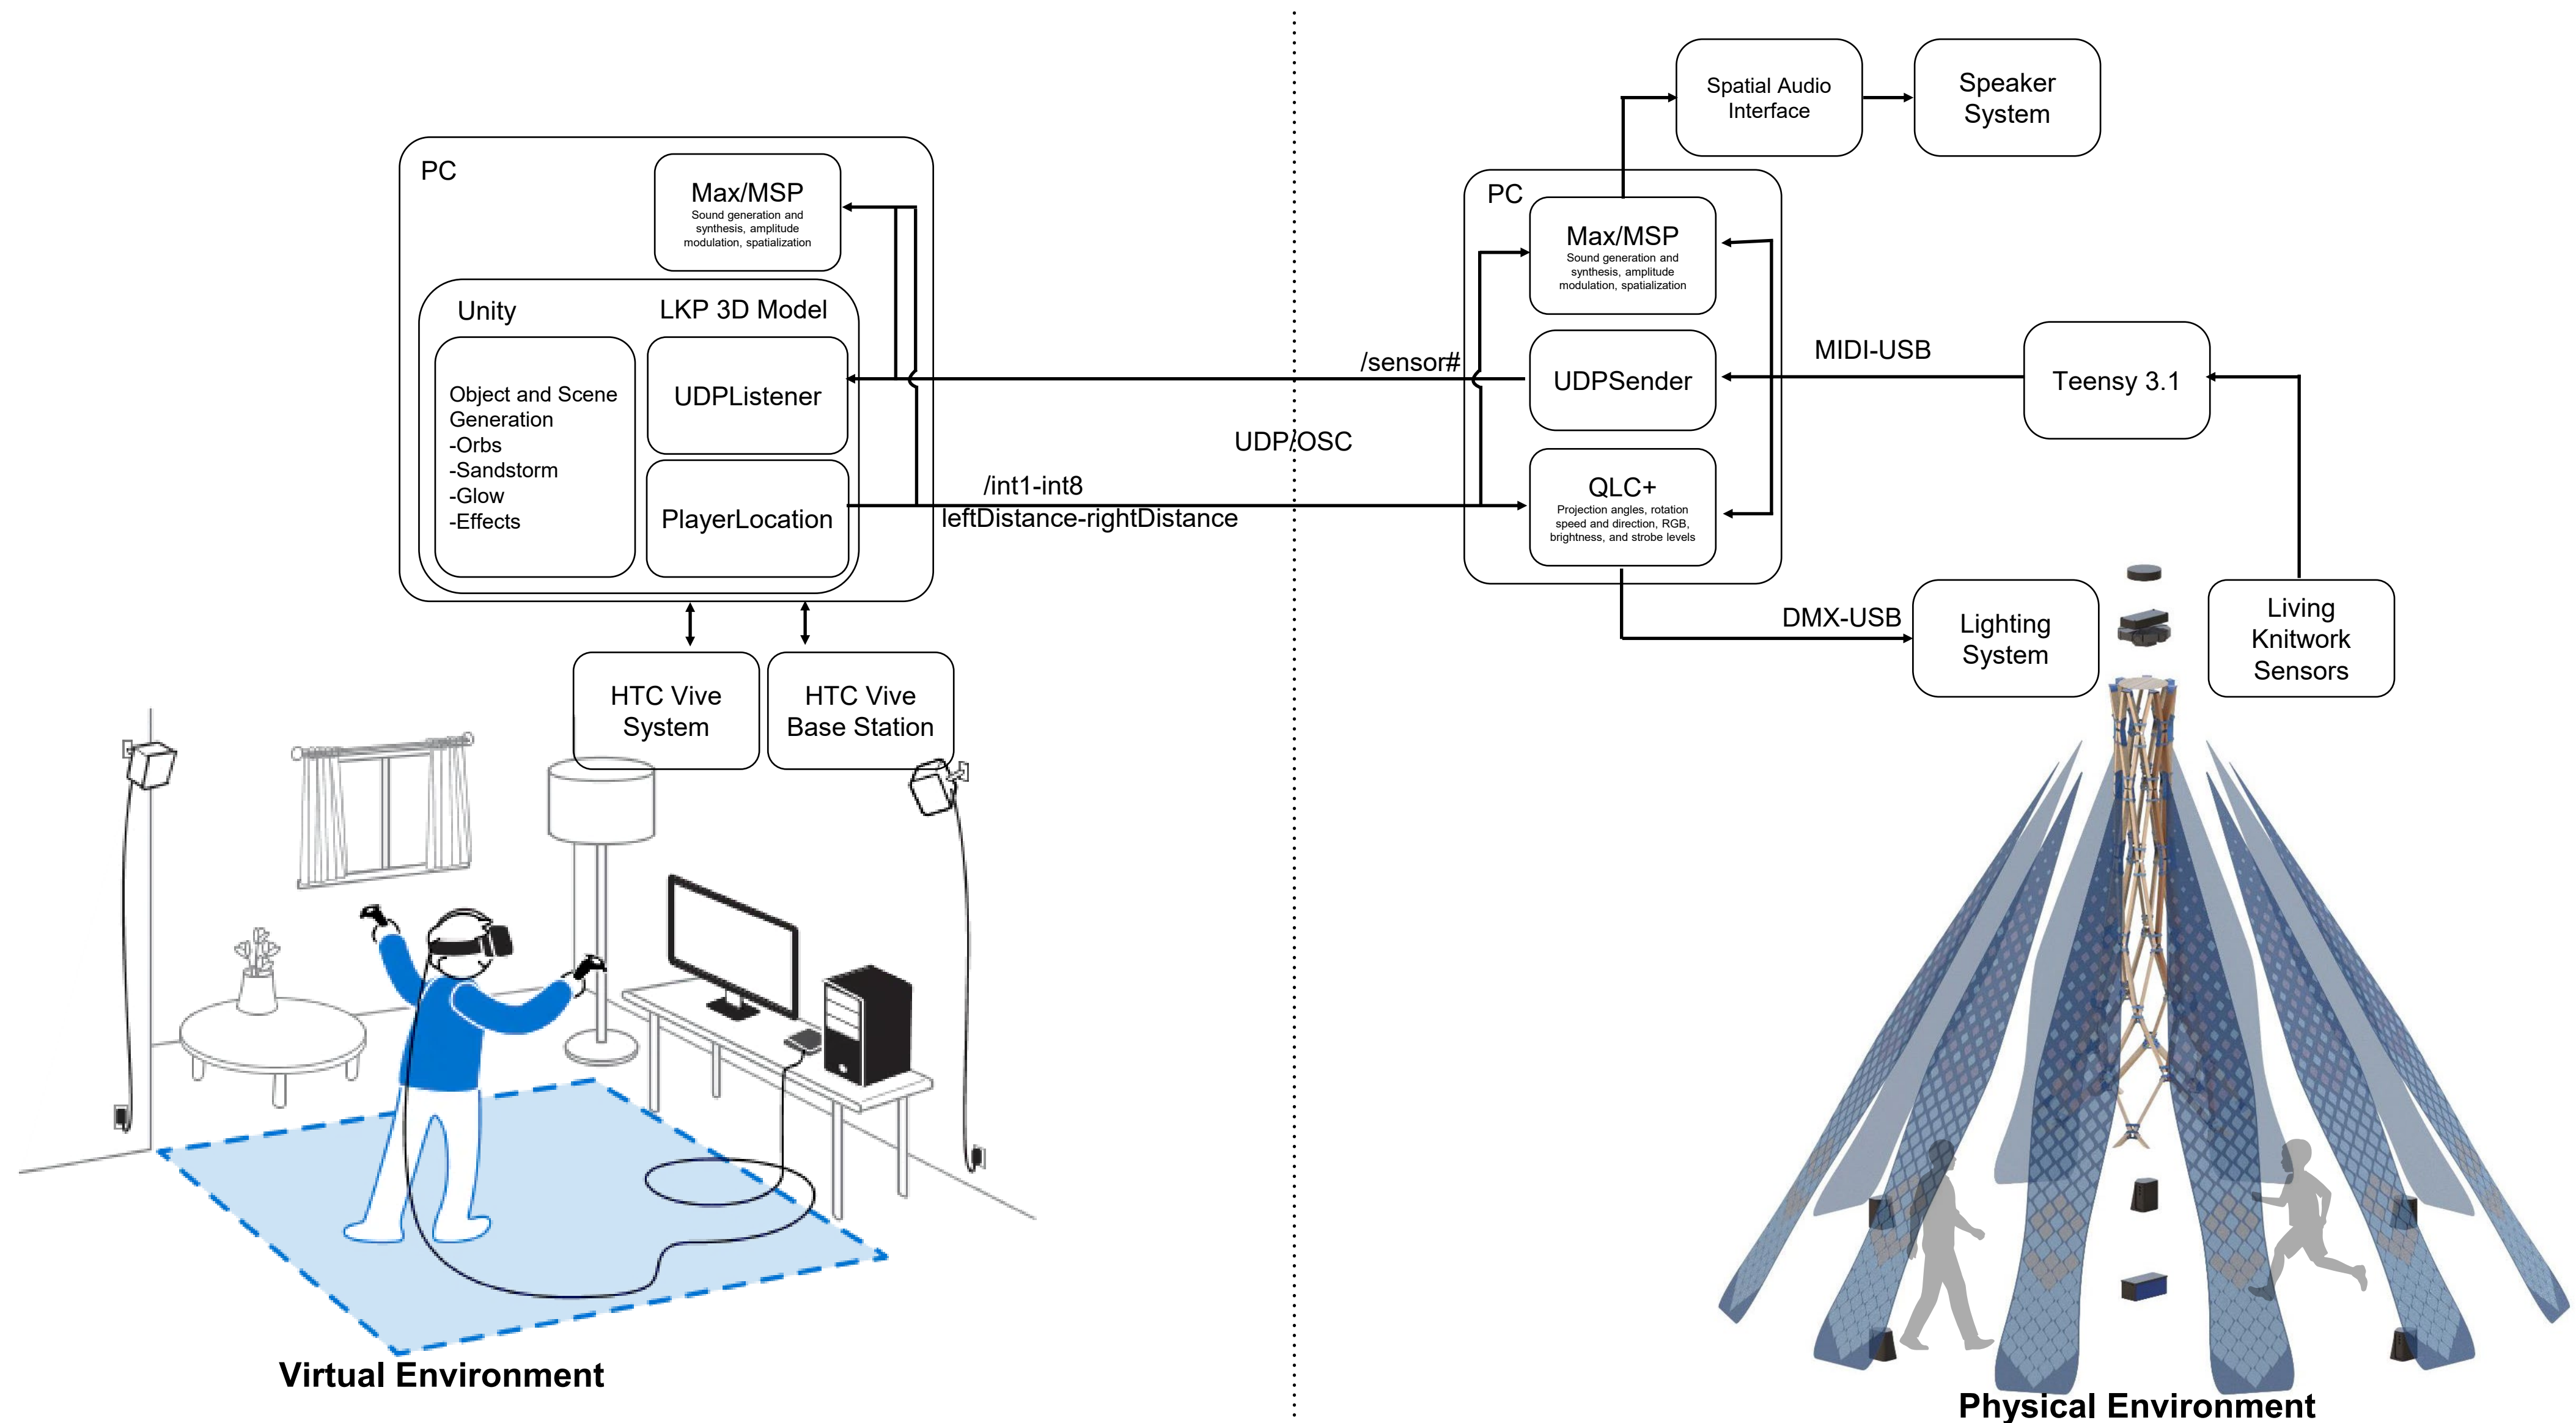 PC
Max/MSP
Sound generation and
synthesis, amplitude
modulation, spatialization
Unity
LKP 3D Model
Object and Scene
Generation
-Orbs
-Sandstorm
-Glow
-Effects
UDPListener
PlayerLocation
HTC Vive
System
HTC Vive
Base Station
Virtual Environment
/sensor#
UDP/OSC
/int1-int8
leftDistance-rightDistance
Spatial Audio
Interface
Speaker
System
PC
Max/MSP
Sound generation and
synthesis, amplitude
modulation, spatialization
UDPSender
QLC+
Projection angles, rotation
speed and direction, RGB,
brightness, and strobe levels
MIDI-USB
Teensy 3.1
DMX-USB
Lighting
System
Living
Knitwork
Sensors
Physical Environment